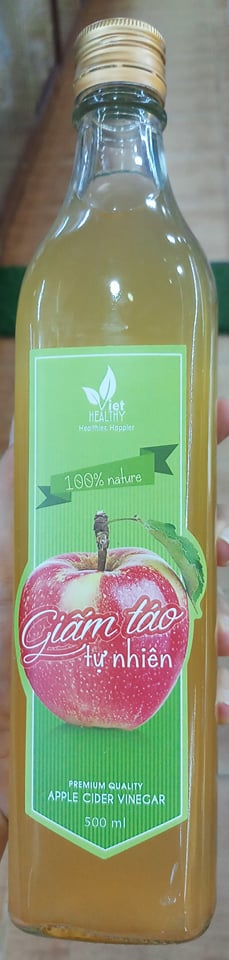 Viet
HEALTHY
Healthier Happier
100% nature
Giấm táo
tự nhiên
PREMIUM QUALITY
APPLE CIDER VINEGAR
500 ml